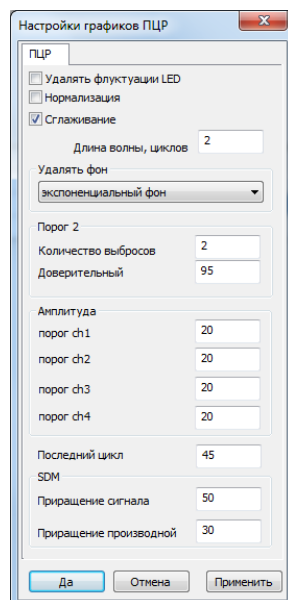 Настройки графиков ПЦР
ПЦР
Удалять флуктуации LED
Нормализация
Сглаживание
Длина волны, циклов 2
Удалять фон
экспоненциальный фон
Порог 2
Количество выбросов 2
Доверительный 95
Амплитуда
порог ch1 20
порог ch2 20
порог ch3 20
порог ch4 20
Последний цикл 45
SDM
Приращение сигнала 50
Приращение производной 30
Да Отмена Применить